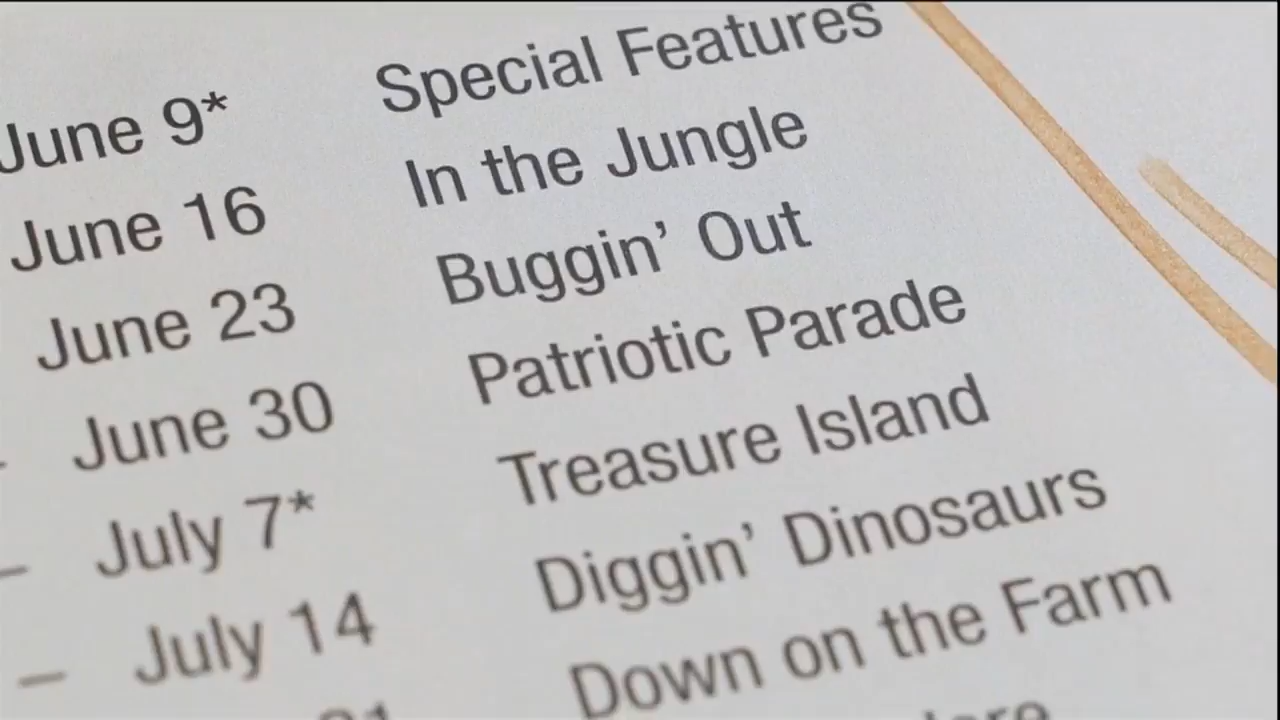 June 9* Special Features
June 16 In the Jungle
June 23 Buggin’ Out
– June 30 Patriotic Parade
– July 7* Treasure Island
– July 14 Diggin’ Dinosaurs
Down on the Farm